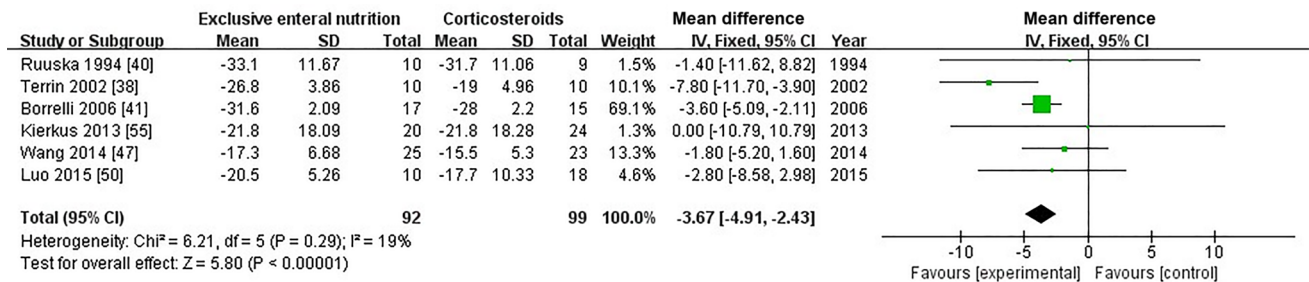 Exclusive enteral nutrition Corticosteroids Mean difference Mean difference
Study or Subgroup Mean SD Total Mean SD Total Weight IV, Fixed, 95% CI Year IV, Fixed, 95% CI
Ruuska 1994 [40] -33.1 11.67 10 -31.7 11.06 9 1.5% -1.40 [-11.62, 8.82] 1994
Terrin 2002 [38] -26.8 3.86 10 -19 4.96 10 10.1% -7.80 [-11.70, -3.90] 2002
Borrelli 2006 [41] -31.6 2.09 17 -28 2.2 15 69.1% -3.60 [-5.09, -2.11] 2006
Kierkus 2013 [55] -21.8 18.09 20 -21.8 18.28 24 1.3% 0.00 [-10.79, 10.79] 2013
Wang 2014 [47] -17.3 6.68 25 -15.5 5.3 23 13.3% -1.80 [-5.20, 1.60] 2014
Luo 2015 [50] -20.5 5.26 10 -17.7 10.33 18 4.6% -2.80 [-8.58, 2.98] 2015
Total (95% CI) 92 99 100.0% -3.67 [-4.91, -2.43]
Heterogeneity: Chi² = 6.21, df = 5 (P = 0.29); I² = 19%
Test for overall effect: Z = 5.80 (P < 0.00001)
-10 -5 0 5 10
Favours [experimental] Favours [control]